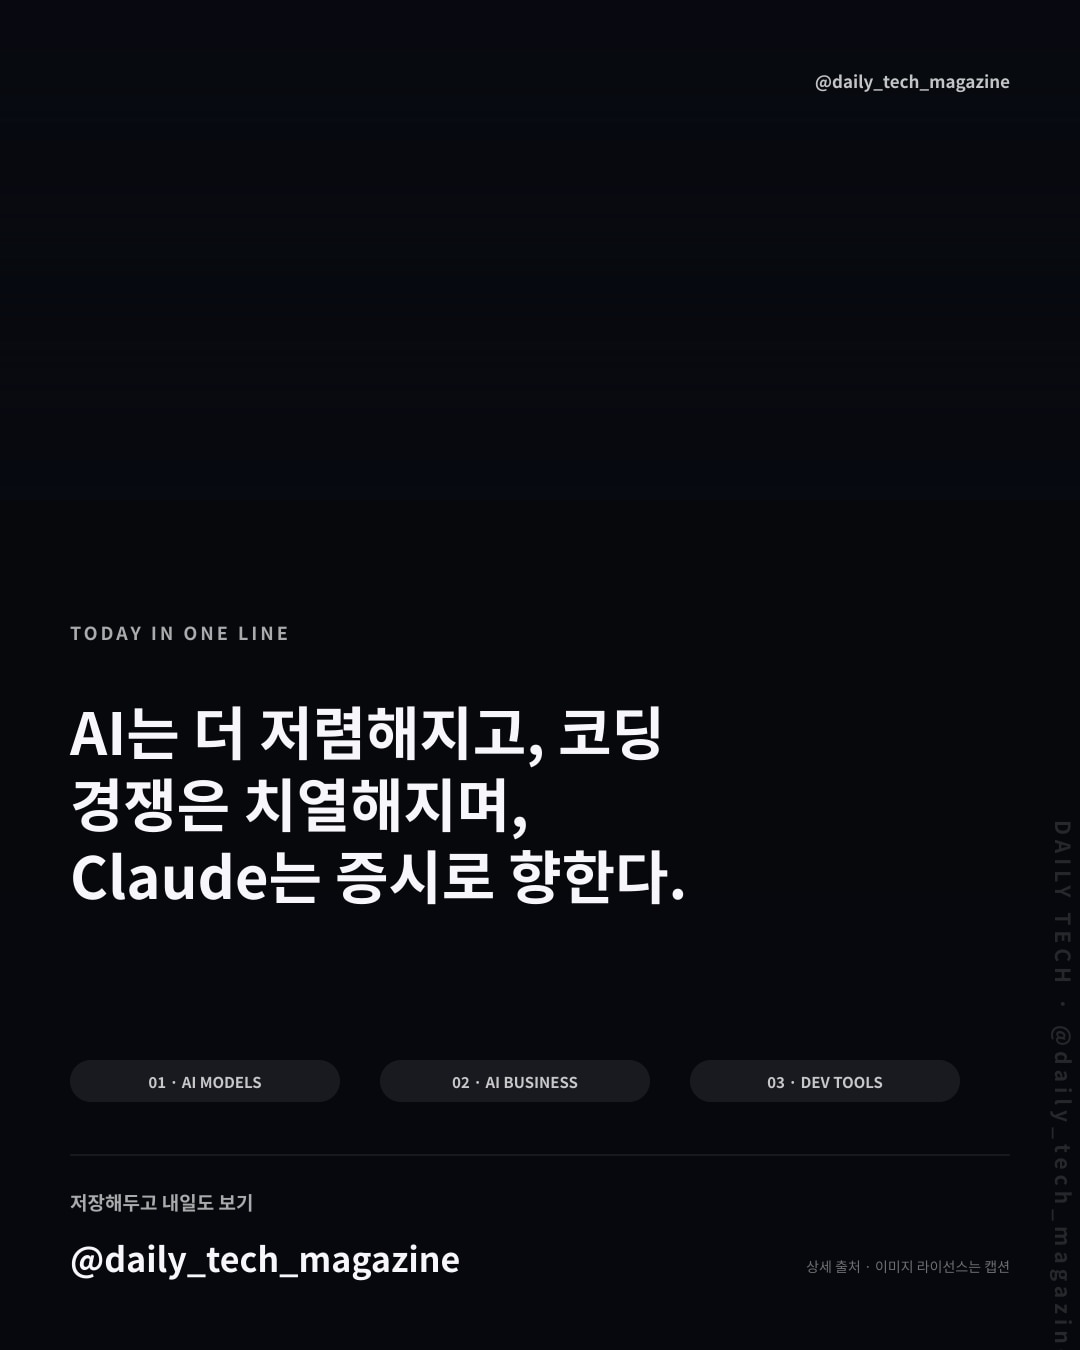 @daily_tech_magazine
TODAY IN ONE LINE
AI는 더 저렴해지고, 코딩
경쟁은 치열해지며,
Claude는 증시로 향한다.
01 · AI MODELS
02 · AI BUSINESS
03 · DEV TOOLS
저장해두고 내일도 보기
@daily_tech_magazine
상세 출처 · 이미지 라이선스는 캡션
DAILY TECH · @daily_tech_magazin